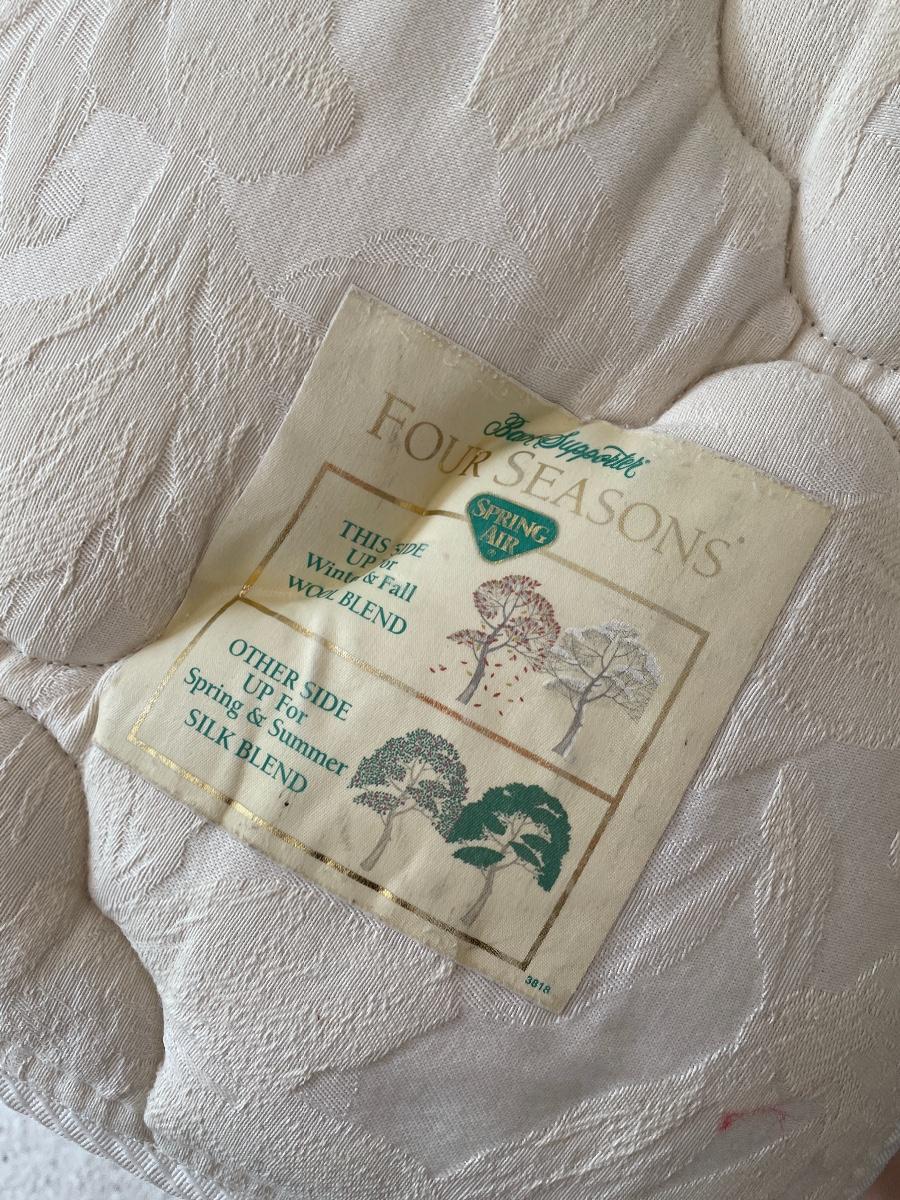 Back Supporter®
FOUR SEASONS®
SPRING
AIR®
THIS SIDE
UP For
Winter & Fall
WOOL BLEND
OTHER SIDE
UP For
Spring & Summer
SILK BLEND
3618